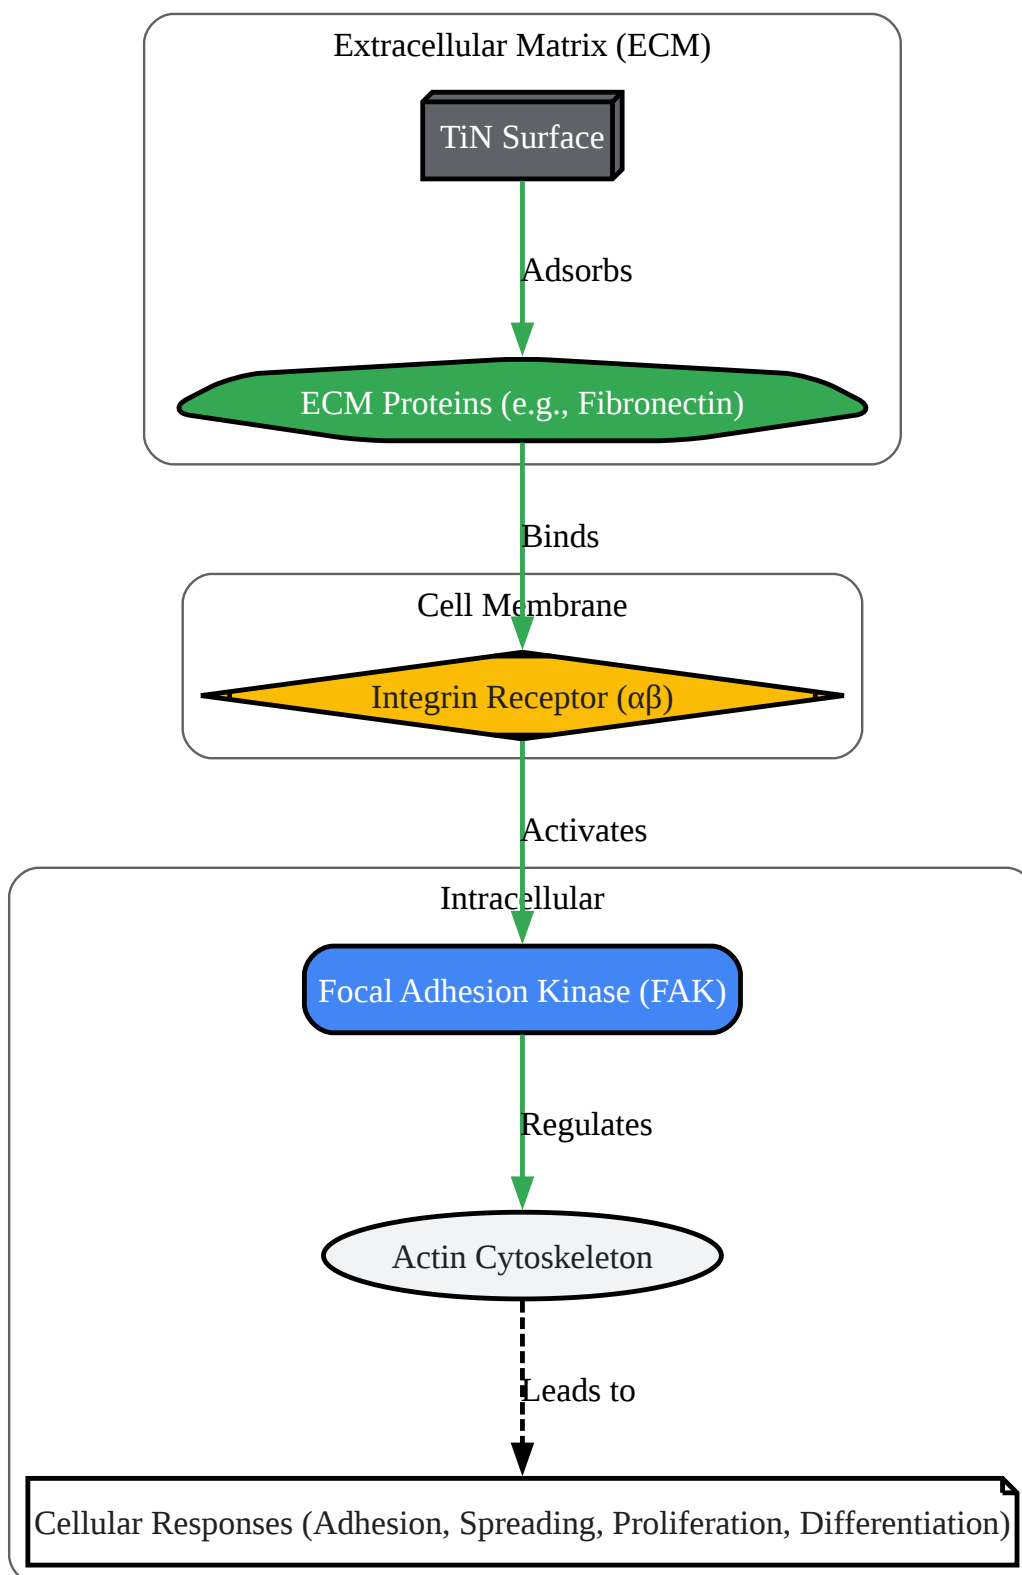 Extracellular Matrix (ECM)
TiN Surface
Adsorbs
ECM Proteins (e.g., Fibronectin)
Binds
Cell Membrane
Integrin Receptor (αβ)
Activates
Intracellular
Focal Adhesion Kinase (FAK)
Regulates
Actin Cytoskeleton
Leads to
Cellular Responses (Adhesion, Spreading, Proliferation, Differentiation)